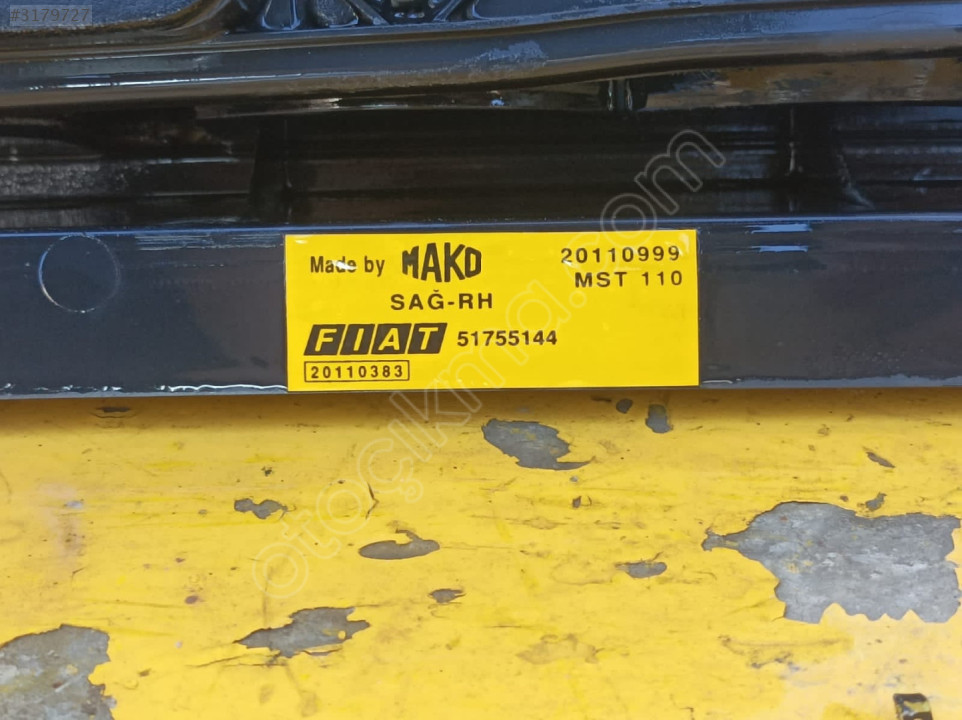 #3179727
Made by MAKO 20110999
MST 110
SAĞ-RH
FIAT 51755144
20110383
otoçıkma.com